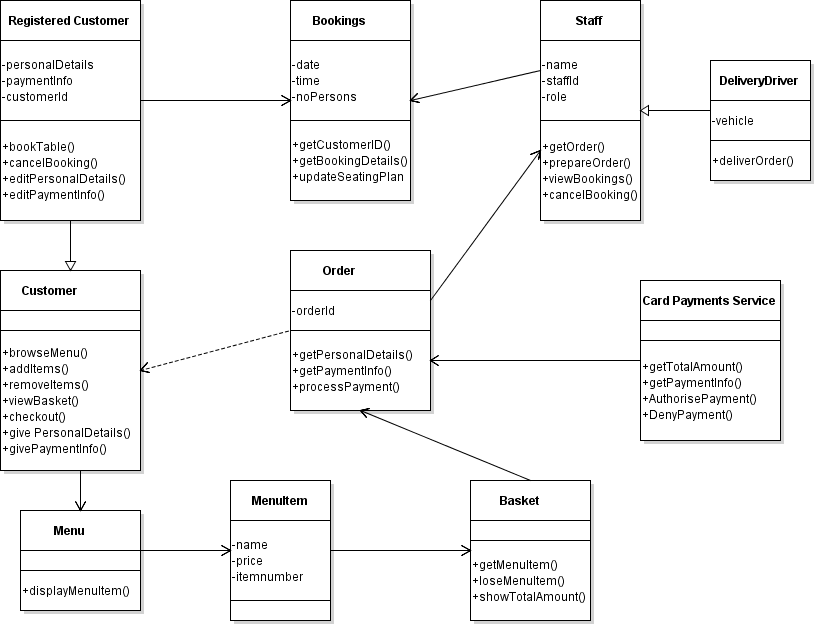 Registered Customer
-personalDetails
-paymentInfo
-customerId
+bookTable()
+cancelBooking()
+editPersonalDetails()
+editPaymentInfo()
Bookings
-date
-time
-noPersons
+getCustomerID()
+getBookingDetails()
+updateSeatingPlan
Staff
-name
-staffId
-role
+getOrder()
+prepareOrder()
+viewBookings()
+cancelBooking()
DeliveryDriver
-vehicle
+deliverOrder()
Customer
+browseMenu()
+addItems()
+removeItems()
+viewBasket()
+checkout()
+give PersonalDetails()
+givePaymentInfo()
Order
-orderId
+getPersonalDetails()
+getPaymentInfo()
+processPayment()
Card Payments Service
+getTotalAmount()
+getPaymentInfo()
+AuthorisePayment()
+DenyPayment()
Menu
+displayMenuItem()
MenuItem
-name
-price
-itemnumber
Basket
+getMenuItem()
+loseMenuItem()
+showTotalAmount()